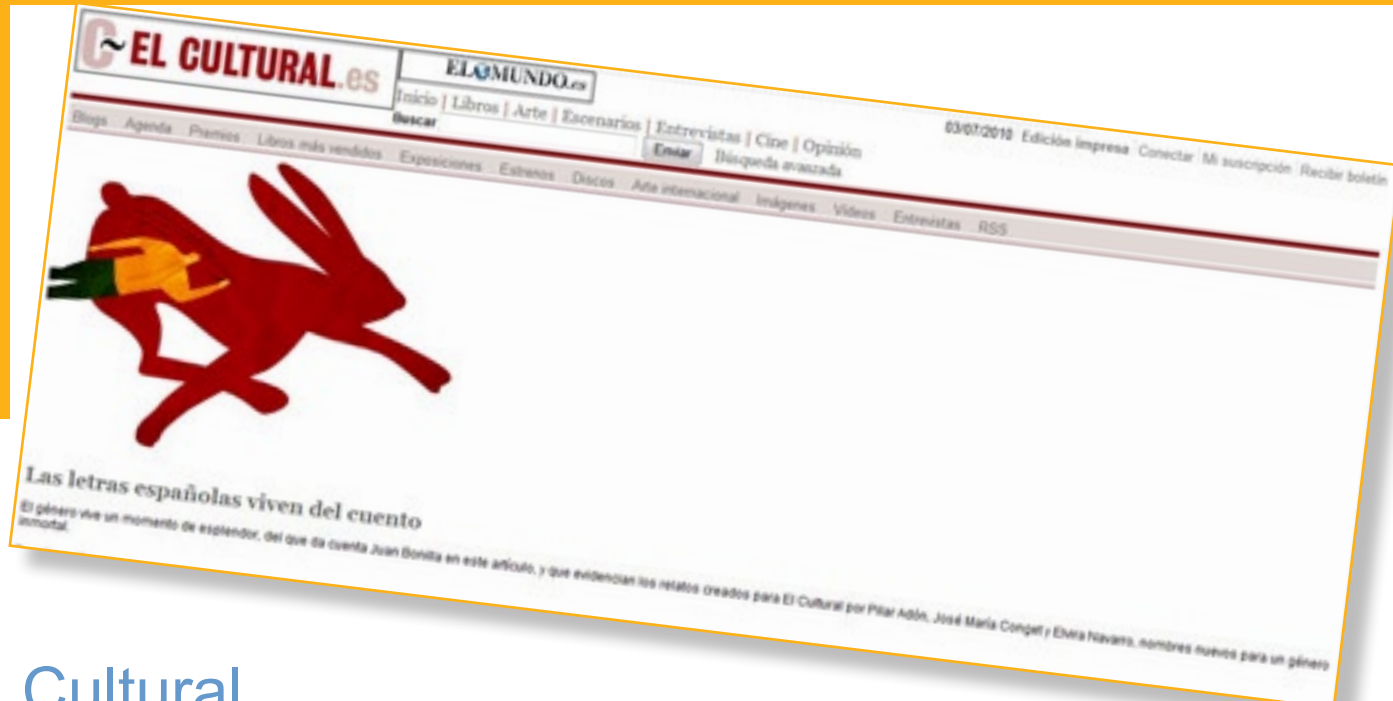 C~EL CULTURAL.es
ELMUNDO.es
Inicio | Libros | Arte | Escenarios | Entrevistas | Cine | Opinión
Buscar Enviar Búsqueda avanzada
03/07/2010 Edición impresa Conectar Mi suscripción Recibir boletín
Blogs Agenda Premios Libros más vendidos Exposiciones Estrenos Discos Arte internacional Imágenes Videos Entrevistas RSS
Las letras españolas viven del cuento
El género vive un momento de esplendor, del que da cuenta Juan Bonilla en este artículo, y que evidencian los relatos creados para El Cultural por Pilar Adón, José María Conget y Elvira Navarro, nombres nuevos para un género
inmortal.
Cultural